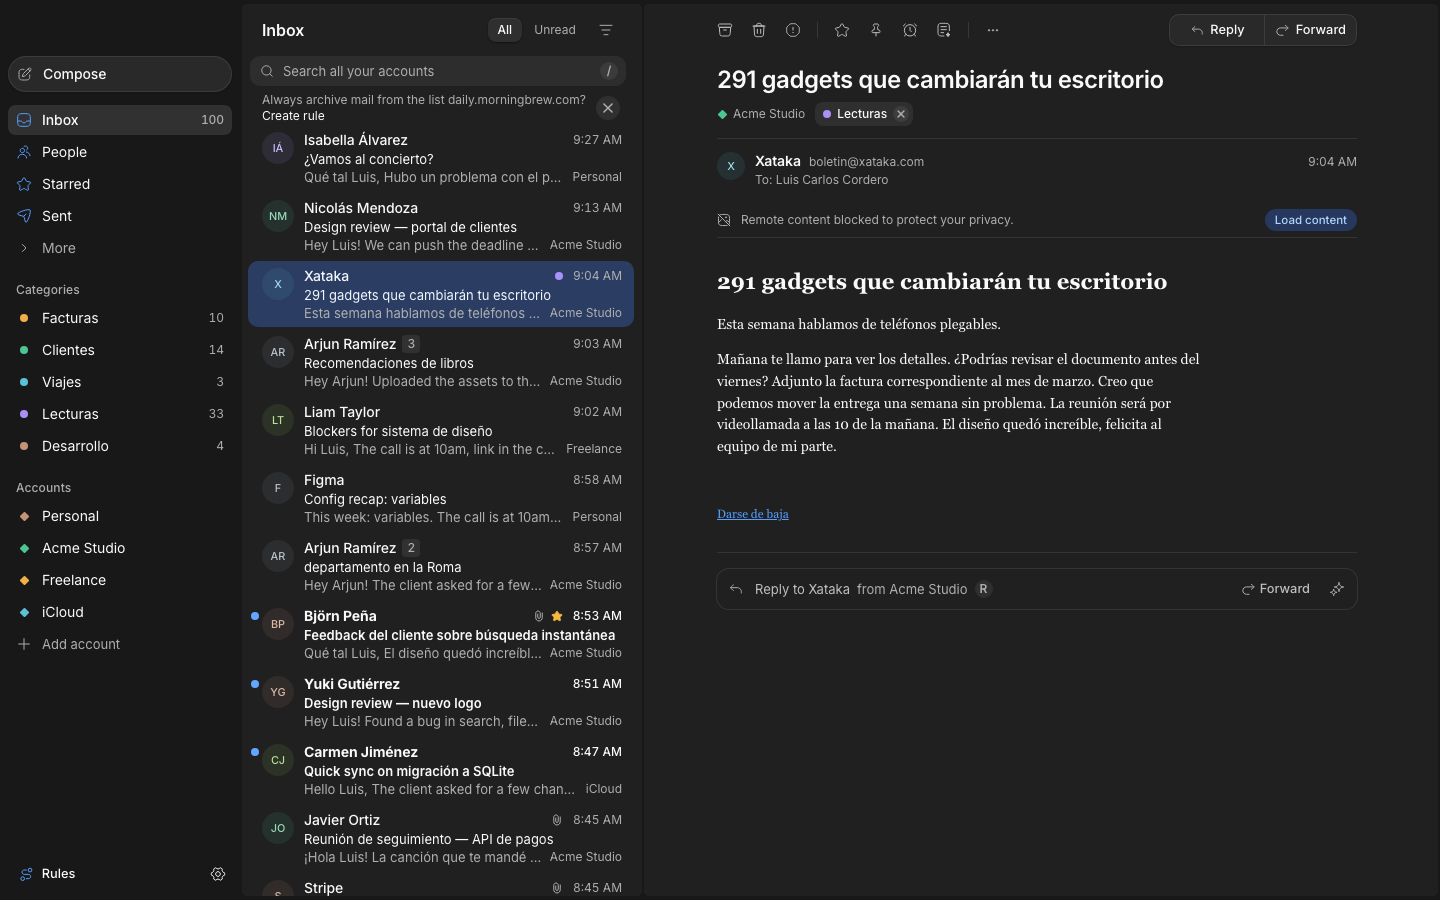 Compose
Inbox 100
People
Starred
Sent
More
Categories
Facturas 10
Clientes 14
Viajes 3
Lecturas 33
Desarrollo 4
Accounts
Personal
Acme Studio
Freelance
iCloud
Add account
Rules
Inbox All Unread
Search all your accounts /
Always archive mail from the list daily.morningbrew.com?
Create rule
IÁ Isabella Álvarez 9:27 AM
¿Vamos al concierto?
Qué tal Luis, Hubo un problema con el p... Personal
NM Nicolás Mendoza 9:13 AM
Design review — portal de clientes
Hey Luis! We can push the deadline ... Acme Studio
X Xataka 9:04 AM
291 gadgets que cambiarán tu escritorio
Esta semana hablamos de teléfonos ... Acme Studio
AR Arjun Ramírez 3 9:03 AM
Recomendaciones de libros
Hey Arjun! Uploaded the assets to th... Acme Studio
LT Liam Taylor 9:02 AM
Blockers for sistema de diseño
Hi Luis, The call is at 10am, link in the c... Freelance
F Figma 8:58 AM
Config recap: variables
This week: variables. The call is at 10am... Personal
AR Arjun Ramírez 2 8:57 AM
departamento en la Roma
Hey Arjun! The client asked for a few... Acme Studio
BP Björn Peña 8:53 AM
Feedback del cliente sobre búsqueda instantánea
Qué tal Luis, El diseño quedó increíbl... Acme Studio
YG Yuki Gutiérrez 8:51 AM
Design review — nuevo logo
Hey Luis! Found a bug in search, file... Acme Studio
CJ Carmen Jiménez 8:47 AM
Quick sync on migración a SQLite
Hello Luis, The client asked for a few chan... iCloud
JO Javier Ortiz 8:45 AM
Reunión de seguimiento — API de pagos
¡Hola Luis! La canción que te mandé ... Acme Studio
S Stripe 8:45 AM
Reply Forward
291 gadgets que cambiarán tu escritorio
Acme Studio Lecturas
X Xataka boletin@xataka.com 9:04 AM
To: Luis Carlos Cordero
Remote content blocked to protect your privacy. Load content
291 gadgets que cambiarán tu escritorio
Esta semana hablamos de teléfonos plegables.
Mañana te llamo para ver los detalles. ¿Podrías revisar el documento antes del
viernes? Adjunto la factura correspondiente al mes de marzo. Creo que
podemos mover la entrega una semana sin problema. La reunión será por
videollamada a las 10 de la mañana. El diseño quedó increíble, felicita al
equipo de mi parte.
Darse de baja
Reply to Xataka from Acme Studio R Forward